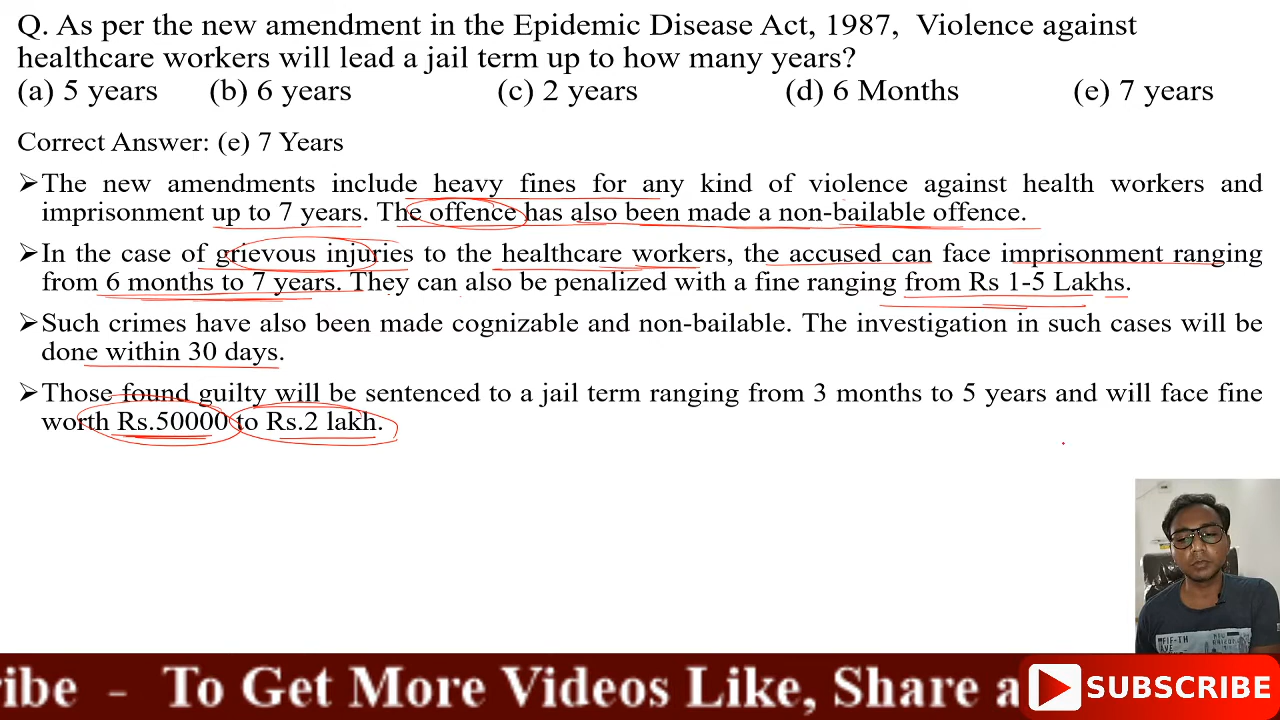 Q. As per the new amendment in the Epidemic Disease Act, 1987, Violence against
healthcare workers will lead a jail term up to how many years?
(a) 5 years (b) 6 years (c) 2 years (d) 6 Months (e) 7 years
Correct Answer: (e) 7 Years
➢The new amendments include heavy fines for any kind of violence against health workers and
imprisonment up to 7 years. The offence has also been made a non-bailable offence.
➢In the case of grievous injuries to the healthcare workers, the accused can face imprisonment ranging
from 6 months to 7 years. They can also be penalized with a fine ranging from Rs 1-5 Lakhs.
➢Such crimes have also been made cognizable and non-bailable. The investigation in such cases will be
done within 30 days.
➢Those found guilty will be sentenced to a jail term ranging from 3 months to 5 years and will face fine
worth Rs.50000 to Rs.2 lakh.
ribe - To Get More Videos Like, Share a
SUBSCRIBE